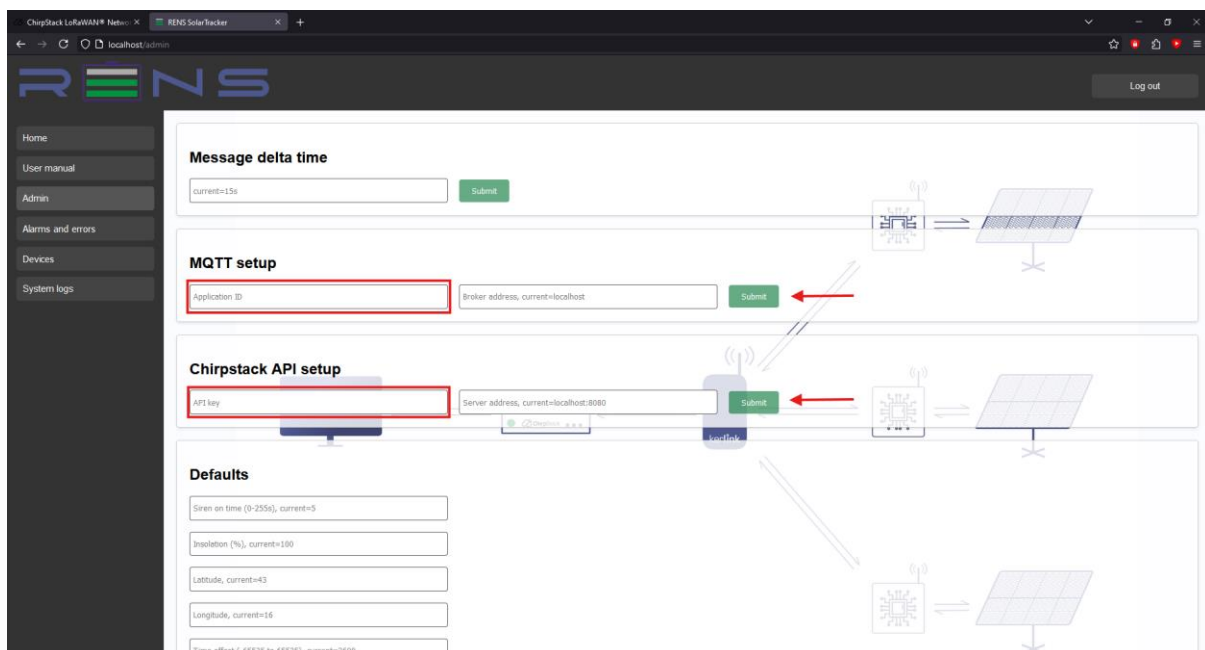 ChirpStack LoRaWAN® Networ
RENS SolarTracker
localhost/admin
RENS
Log out
Home
User manual
Admin
Alarms and errors
Devices
System logs
Message delta time
current=15s
Submit
MQTT setup
Application ID
Broker address, current=localhost
Submit
Chirpstack API setup
API key
Server address, current=localhost:8080
Submit
kerlink
Defaults
Siren on time (0-255s), current=5
Insolation (%), current=100
Latitude, current=43
Longitude, current=16